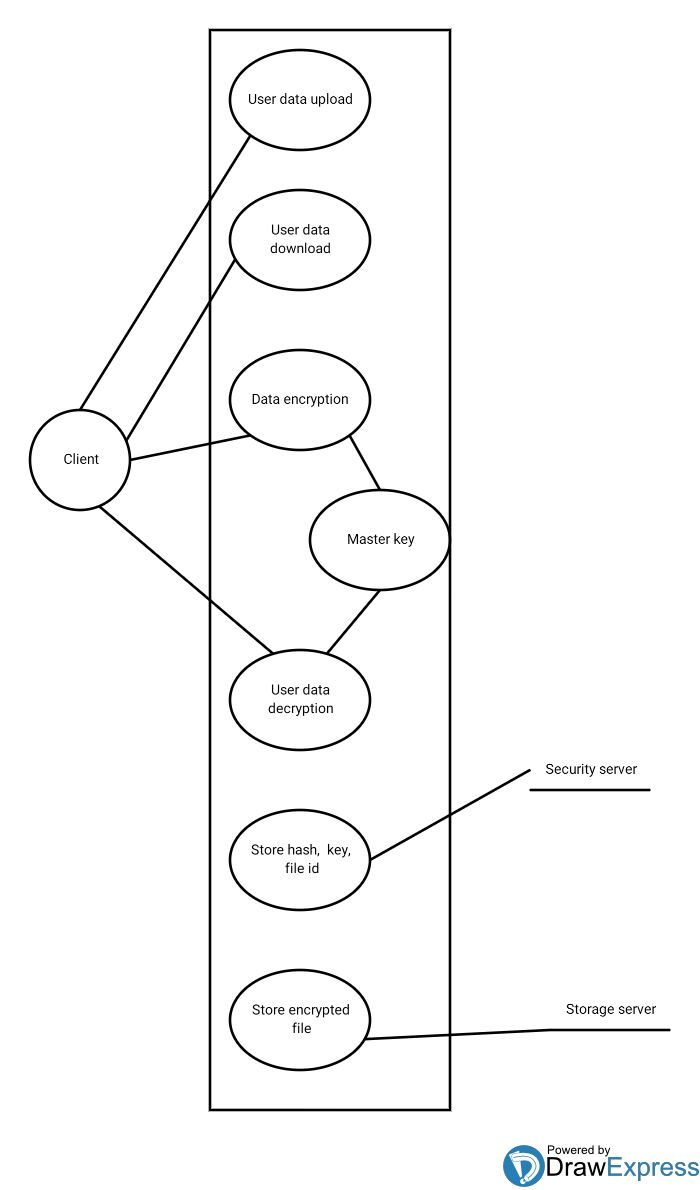 User data upload
User data
download
Data encryption
Client
Master key
User data
decryption
Security server
Store hash, key,
file id
Store encrypted
file
Storage server
Powered by
DrawExpress